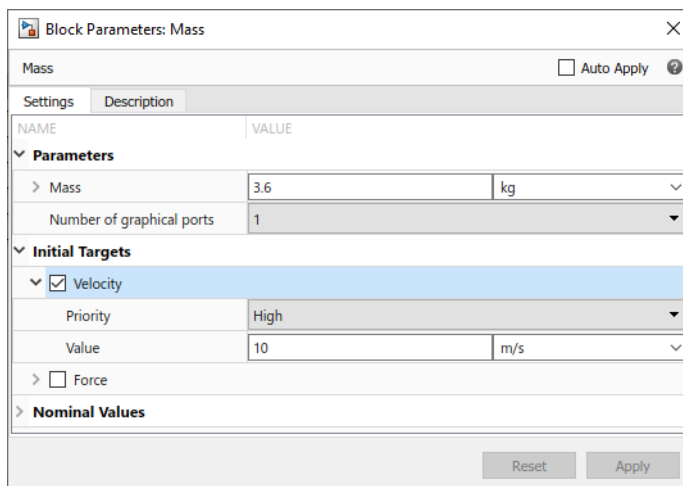 Block Parameters: Mass
Mass Auto Apply
Settings Description
NAME VALUE
Parameters
Mass 3.6 kg
Number of graphical ports 1
Initial Targets
Velocity
Priority High
Value 10 m/s
Force
Nominal Values
Reset Apply